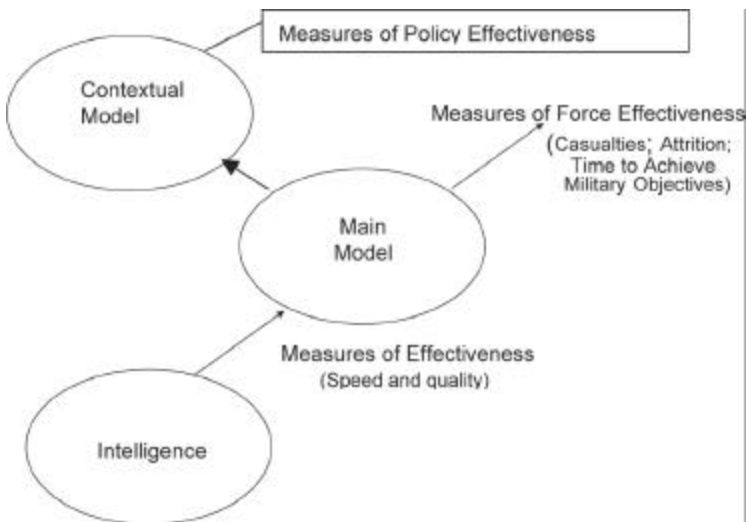 Measures of Policy Effectiveness
Contextual
Model
Measures of Force Effectiveness
(Casualties; Attrition;
Time to Achieve
Military Objectives)
Main
Model
Measures of Effectiveness
(Speed and quality)
Intelligence